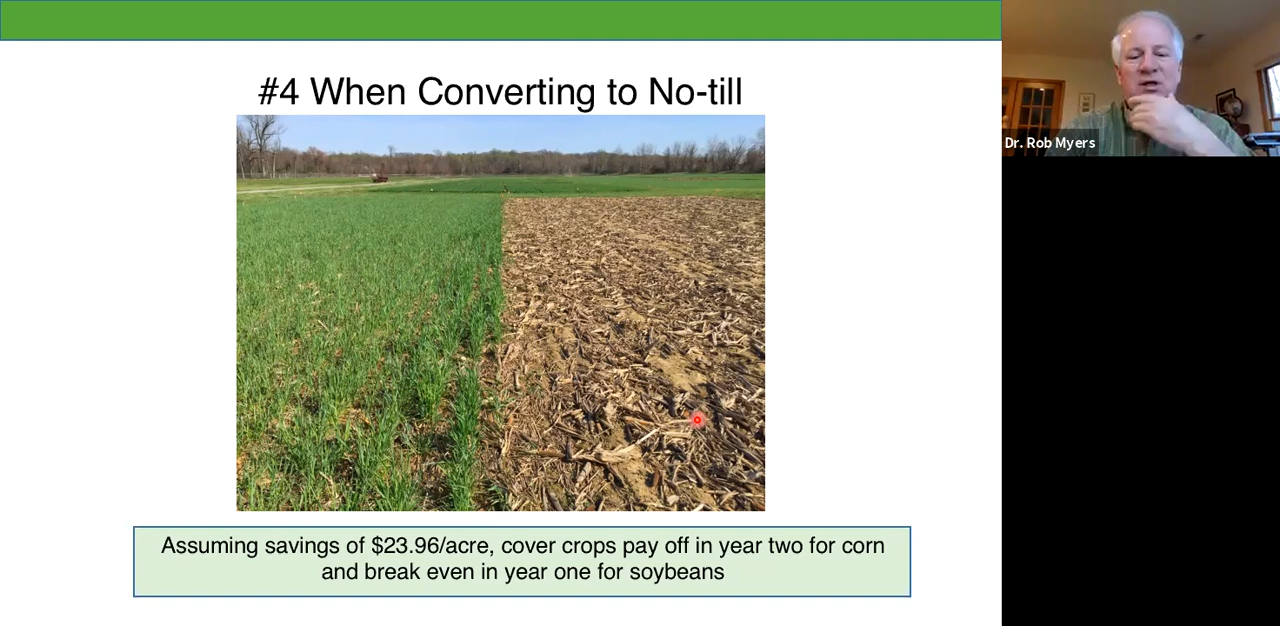 #4 When Converting to No-till
Dr. Rob Myers
Assuming savings of $23.96/acre, cover crops pay off in year two for corn
and break even in year one for soybeans